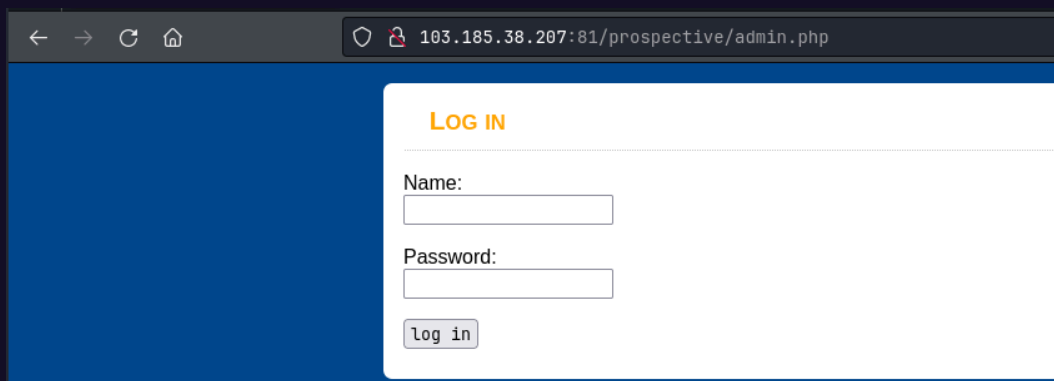 103.185.38.207:81/prospective/admin.php
LOG IN
Name:
Password:
log in